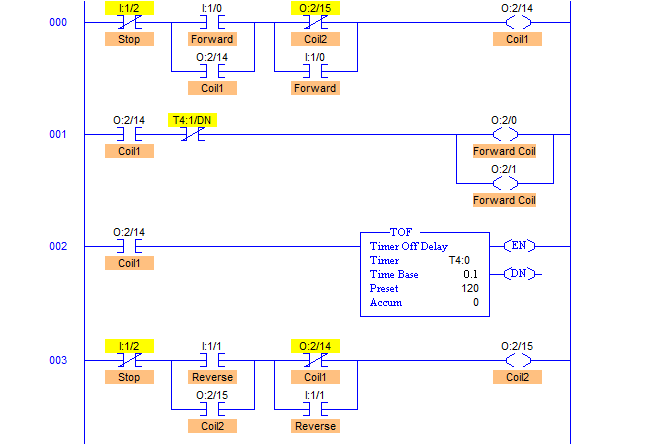 I:1/2 I:1/0 O:2/15 O:2/14
000
Stop Forward Coil2 Coil1
O:2/14 I:1/0
Coil1 Forward
O:2/14 T4:1/DN O:2/0
001
Coil1 Forward Coil
O:2/1
Forward Coil
O:2/14 TOF
002 Timer Off Delay EN
Coil1 Timer T4:0
Time Base 0.1 DN
Preset 120
Accum 0
I:1/2 I:1/1 O:2/14 O:2/15
003
Stop Reverse Coil1 Coil2
O:2/15 I:1/1
Coil2 Reverse